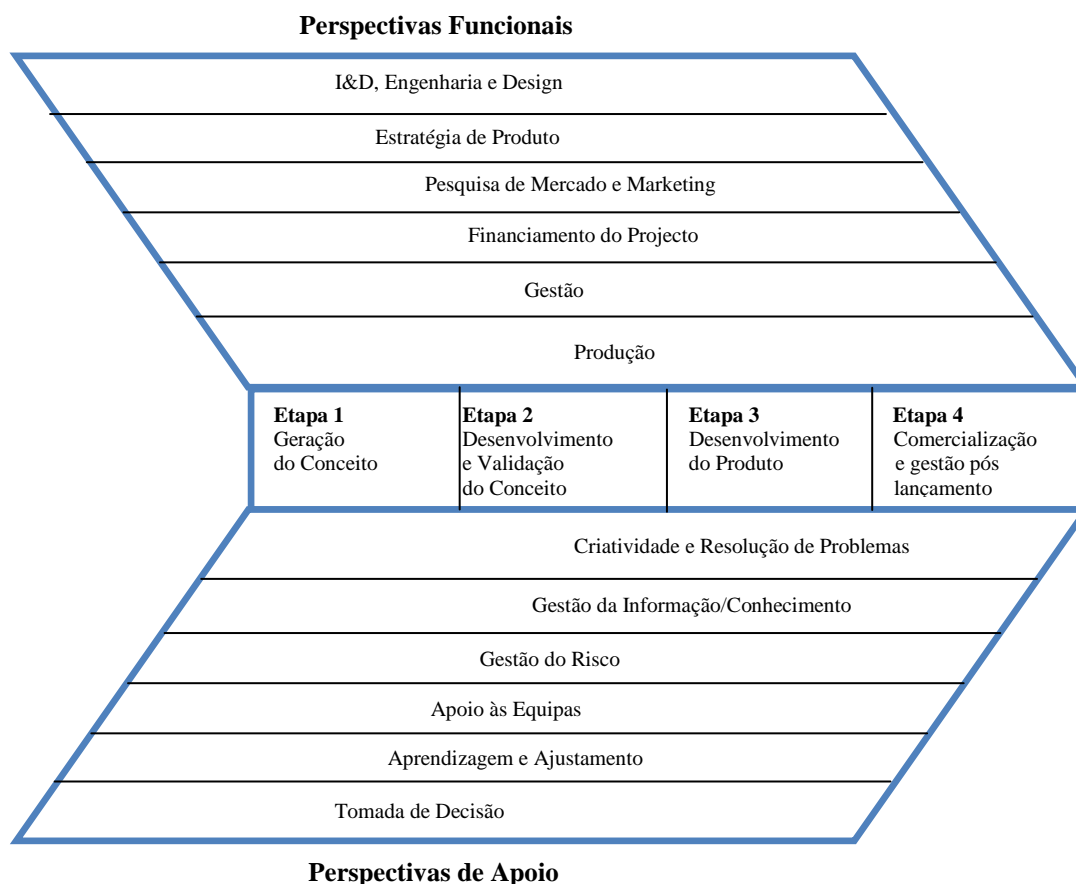 Perspectivas Funcionais
I&D, Engenharia e Design
Estratégia de Produto
Pesquisa de Mercado e Marketing
Financiamento do Projecto
Gestão
Produção
Etapa 1
Geração
do Conceito
Etapa 2
Desenvolvimento
e Validação
do Conceito
Etapa 3
Desenvolvimento
do Produto
Etapa 4
Comercialização
e gestão pós
lançamento
Criatividade e Resolução de Problemas
Gestão da Informação/Conhecimento
Gestão do Risco
Apoio às Equipas
Aprendizagem e Ajustamento
Tomada de Decisão
Perspectivas de Apoio